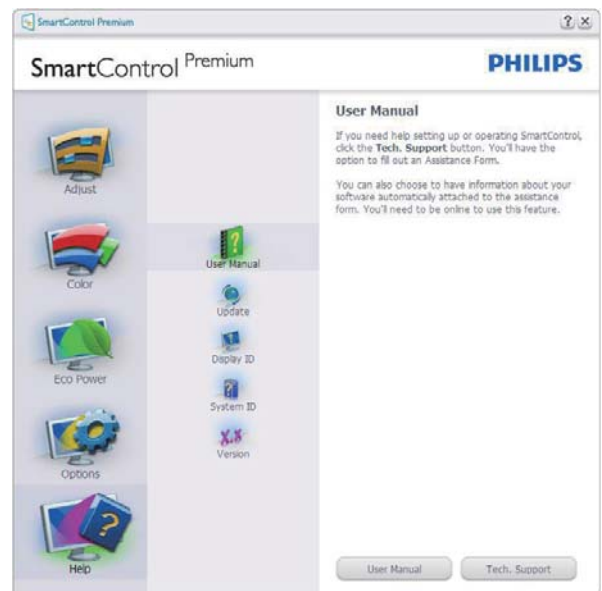 SmartControl Premium
SmartControl Premium
PHILIPS
Adjust
Color
Eco Power
Options
Help
User Manual
Update
Display ID
System ID
X.X
Version
User Manual
If you need help setting up or operating SmartControl,
click the Tech. Support button. You'll have the
option to fill out an Assistance Form.
You can also choose to have information about your
software automatically attached to the assistance
form. You'll need to be online to use this feature.
User Manual
Tech. Support